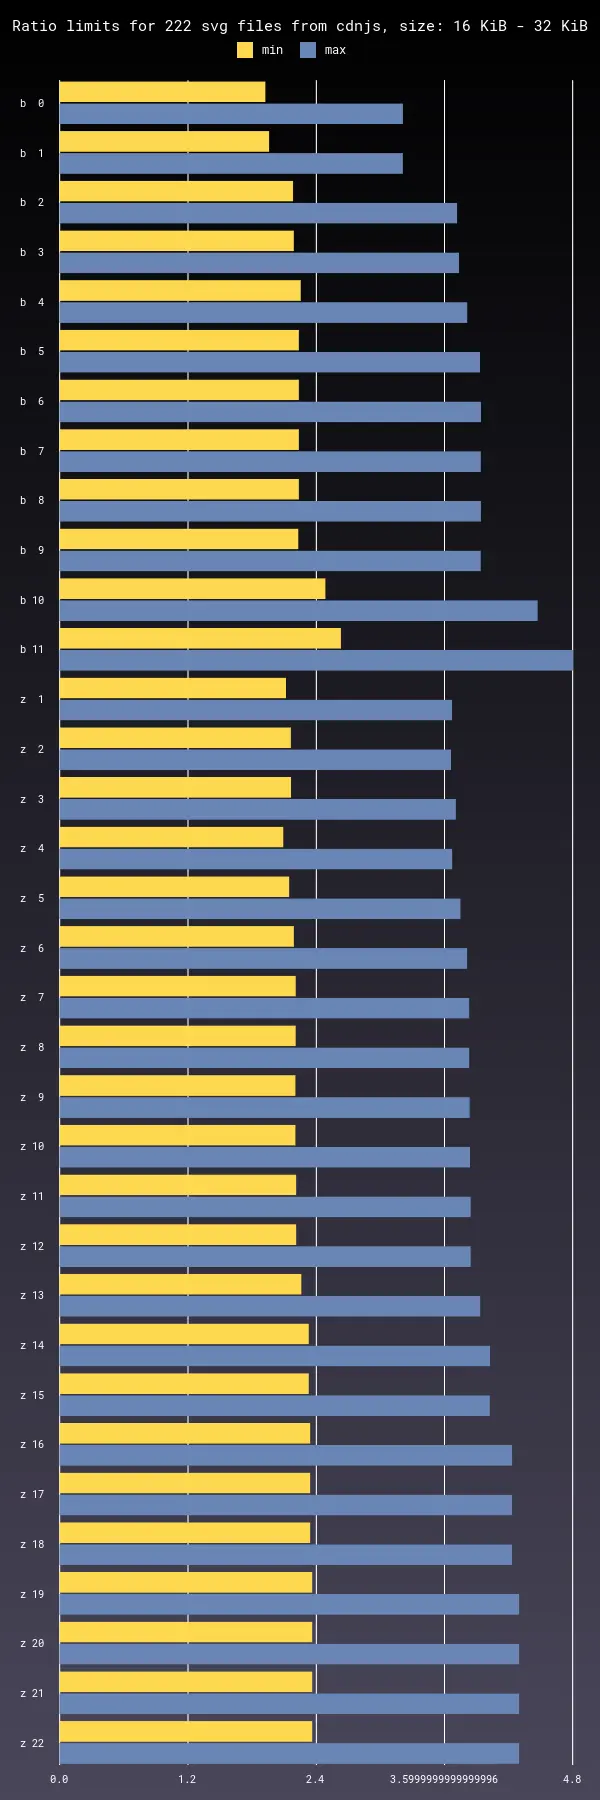 Ratio limits for 222 svg files from cdnjs, size: 16 KiB - 32 KiB
min max
b 0
b 1
b 2
b 3
b 4
b 5
b 6
b 7
b 8
b 9
b 10
b 11
z 1
z 2
z 3
z 4
z 5
z 6
z 7
z 8
z 9
z 10
z 11
z 12
z 13
z 14
z 15
z 16
z 17
z 18
z 19
z 20
z 21
z 22
0.0 1.2 2.4 3.5999999999999996 4.8